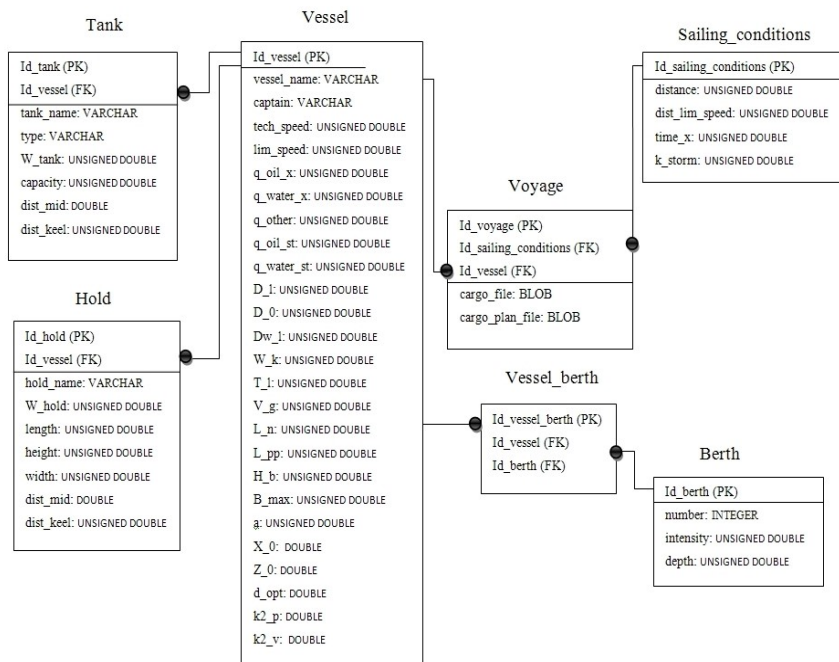 Tank
Id_tank (PK)
Id_vessel (FK)
tank_name: VARCHAR
type: VARCHAR
W_tank: UNSIGNED DOUBLE
capacity: UNSIGNED DOUBLE
dist_mid: DOUBLE
dist_keel: UNSIGNED DOUBLE
Hold
Id_hold (PK)
Id_vessel (FK)
hold_name: VARCHAR
W_hold: UNSIGNED DOUBLE
length: UNSIGNED DOUBLE
height: UNSIGNED DOUBLE
width: UNSIGNED DOUBLE
dist_mid: DOUBLE
dist_keel: UNSIGNED DOUBLE
Vessel
Id_vessel (PK)
vessel_name: VARCHAR
captain: VARCHAR
tech_speed: UNSIGNED DOUBLE
lim_speed: UNSIGNED DOUBLE
q_oil_x: UNSIGNED DOUBLE
q_water_x: UNSIGNED DOUBLE
q_other: UNSIGNED DOUBLE
q_oil_st: UNSIGNED DOUBLE
q_water_st: UNSIGNED DOUBLE
D_l: UNSIGNED DOUBLE
D_0: UNSIGNED DOUBLE
Dw_l: UNSIGNED DOUBLE
W_k: UNSIGNED DOUBLE
T_l: UNSIGNED DOUBLE
V_g: UNSIGNED DOUBLE
L_n: UNSIGNED DOUBLE
L_pp: UNSIGNED DOUBLE
H_b: UNSIGNED DOUBLE
B_max: UNSIGNED DOUBLE
a: UNSIGNED DOUBLE
X_0: DOUBLE
Z_0: DOUBLE
d_opt: DOUBLE
k2_p: DOUBLE
k2_v: DOUBLE
Sailing_conditions
Id_sailing_conditions (PK)
distance: UNSIGNED DOUBLE
dist_lim_speed: UNSIGNED DOUBLE
time_x: UNSIGNED DOUBLE
k_storm: UNSIGNED DOUBLE
Voyage
Id_voyage (PK)
Id_sailing_conditions (FK)
Id_vessel (FK)
cargo_file: BLOB
cargo_plan_file: BLOB
Vessel_berth
Id_vessel_berth (PK)
Id_vessel (FK)
Id_berth (FK)
Berth
Id_berth (PK)
number: INTEGER
intensity: UNSIGNED DOUBLE
depth: UNSIGNED DOUBLE